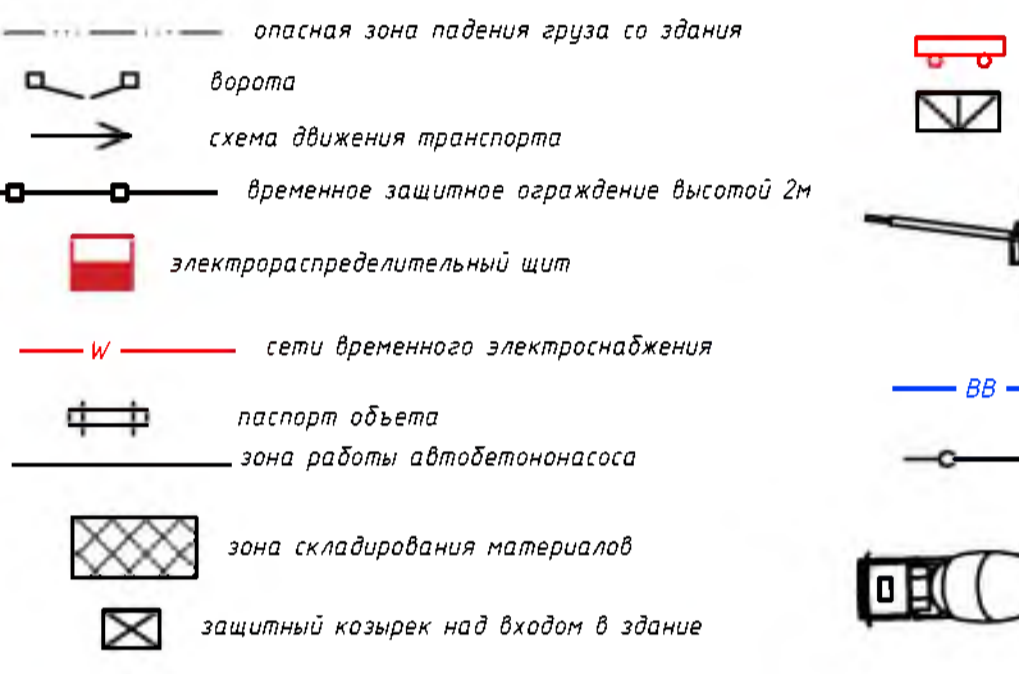 опасная зона падения груза со здания
ворота
схема движения транспорта
временное защитное ограждение высотой 2м
электрораспределительный щит
W
сети временного электроснабжения
ВВ
паспорт объета
зона работы автобетононасоса
зона складирования материалов
защитный козырек над входом в здание